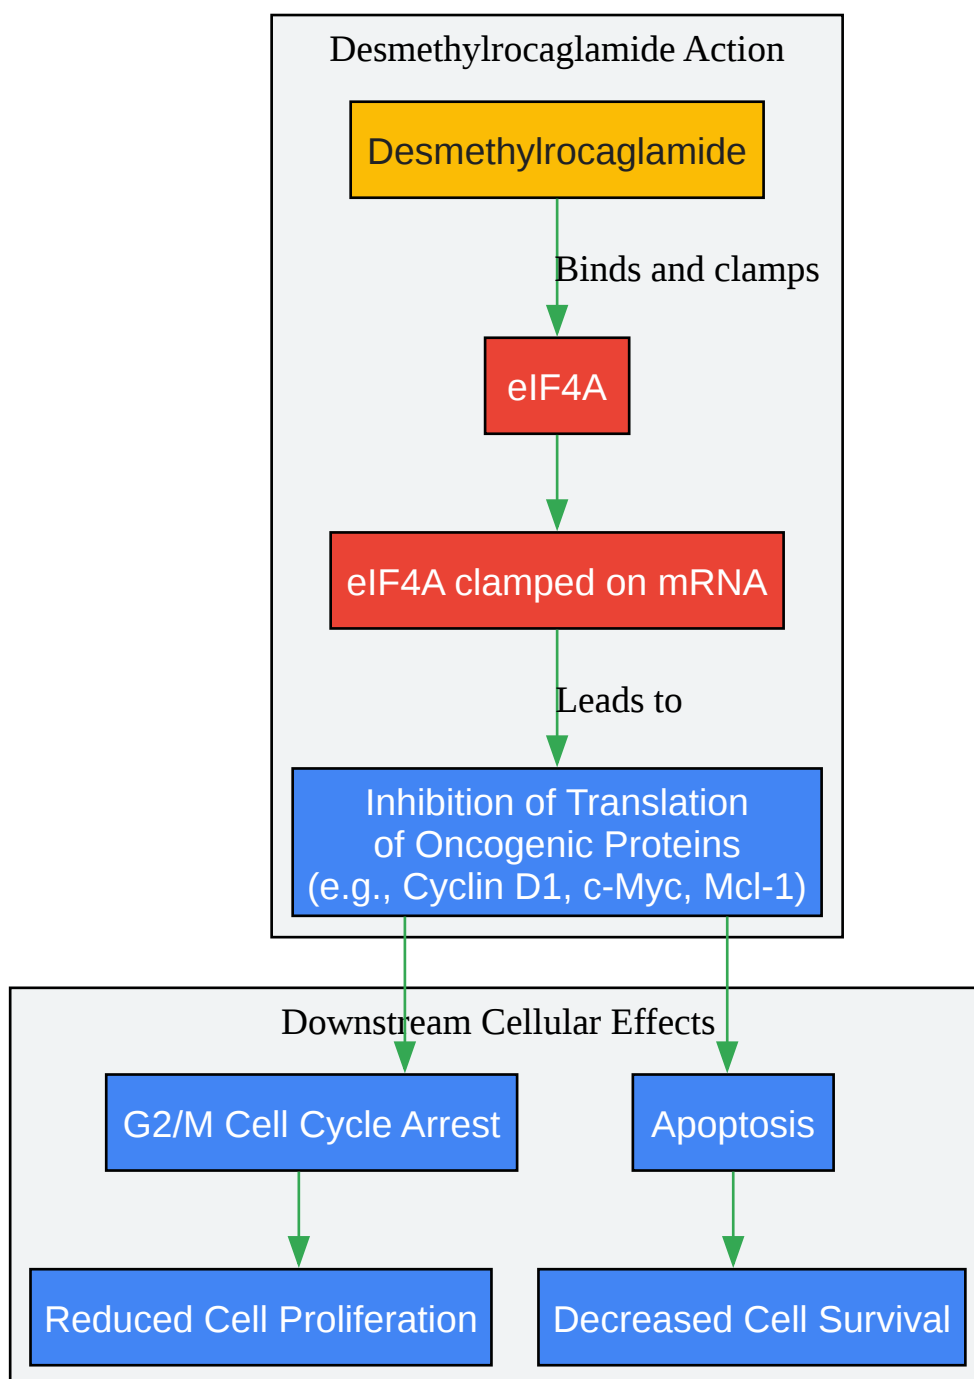 Desmethylrocaglamide Action
Desmethylrocaglamide
Binds and clamps
eIF4A
eIF4A clamped on mRNA
Leads to
Inhibition of Translation
of Oncogenic Proteins
(e.g., Cyclin D1, c-Myc, Mcl-1)
Downstream Cellular Effects
G2/M Cell Cycle Arrest
Apoptosis
Reduced Cell Proliferation
Decreased Cell Survival